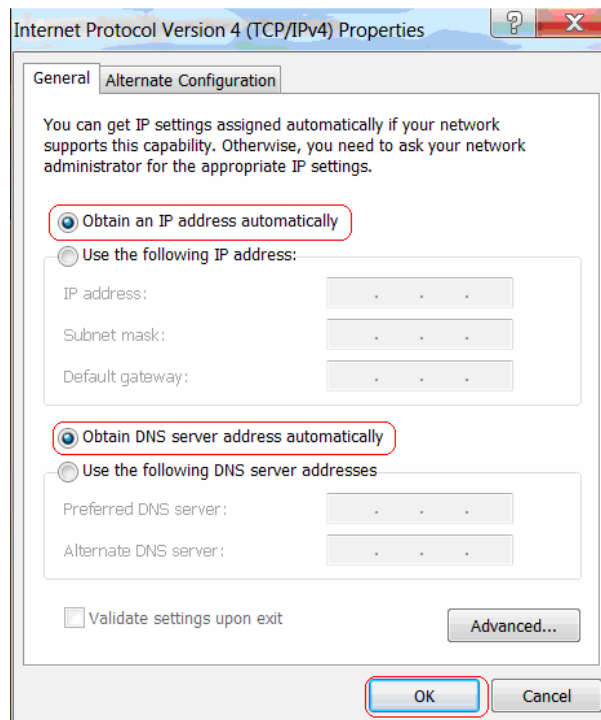 Internet Protocol Version 4 (TCP/IPv4) Properties
General
Alternate Configuration
You can get IP settings assigned automatically if your network
supports this capability. Otherwise, you need to ask your network
administrator for the appropriate IP settings.
Obtain an IP address automatically
Use the following IP address:
IP address:
Subnet mask:
Default gateway:
Obtain DNS server address automatically
Use the following DNS server addresses
Preferred DNS server:
Alternate DNS server:
Validate settings upon exit
Advanced...
OK
Cancel